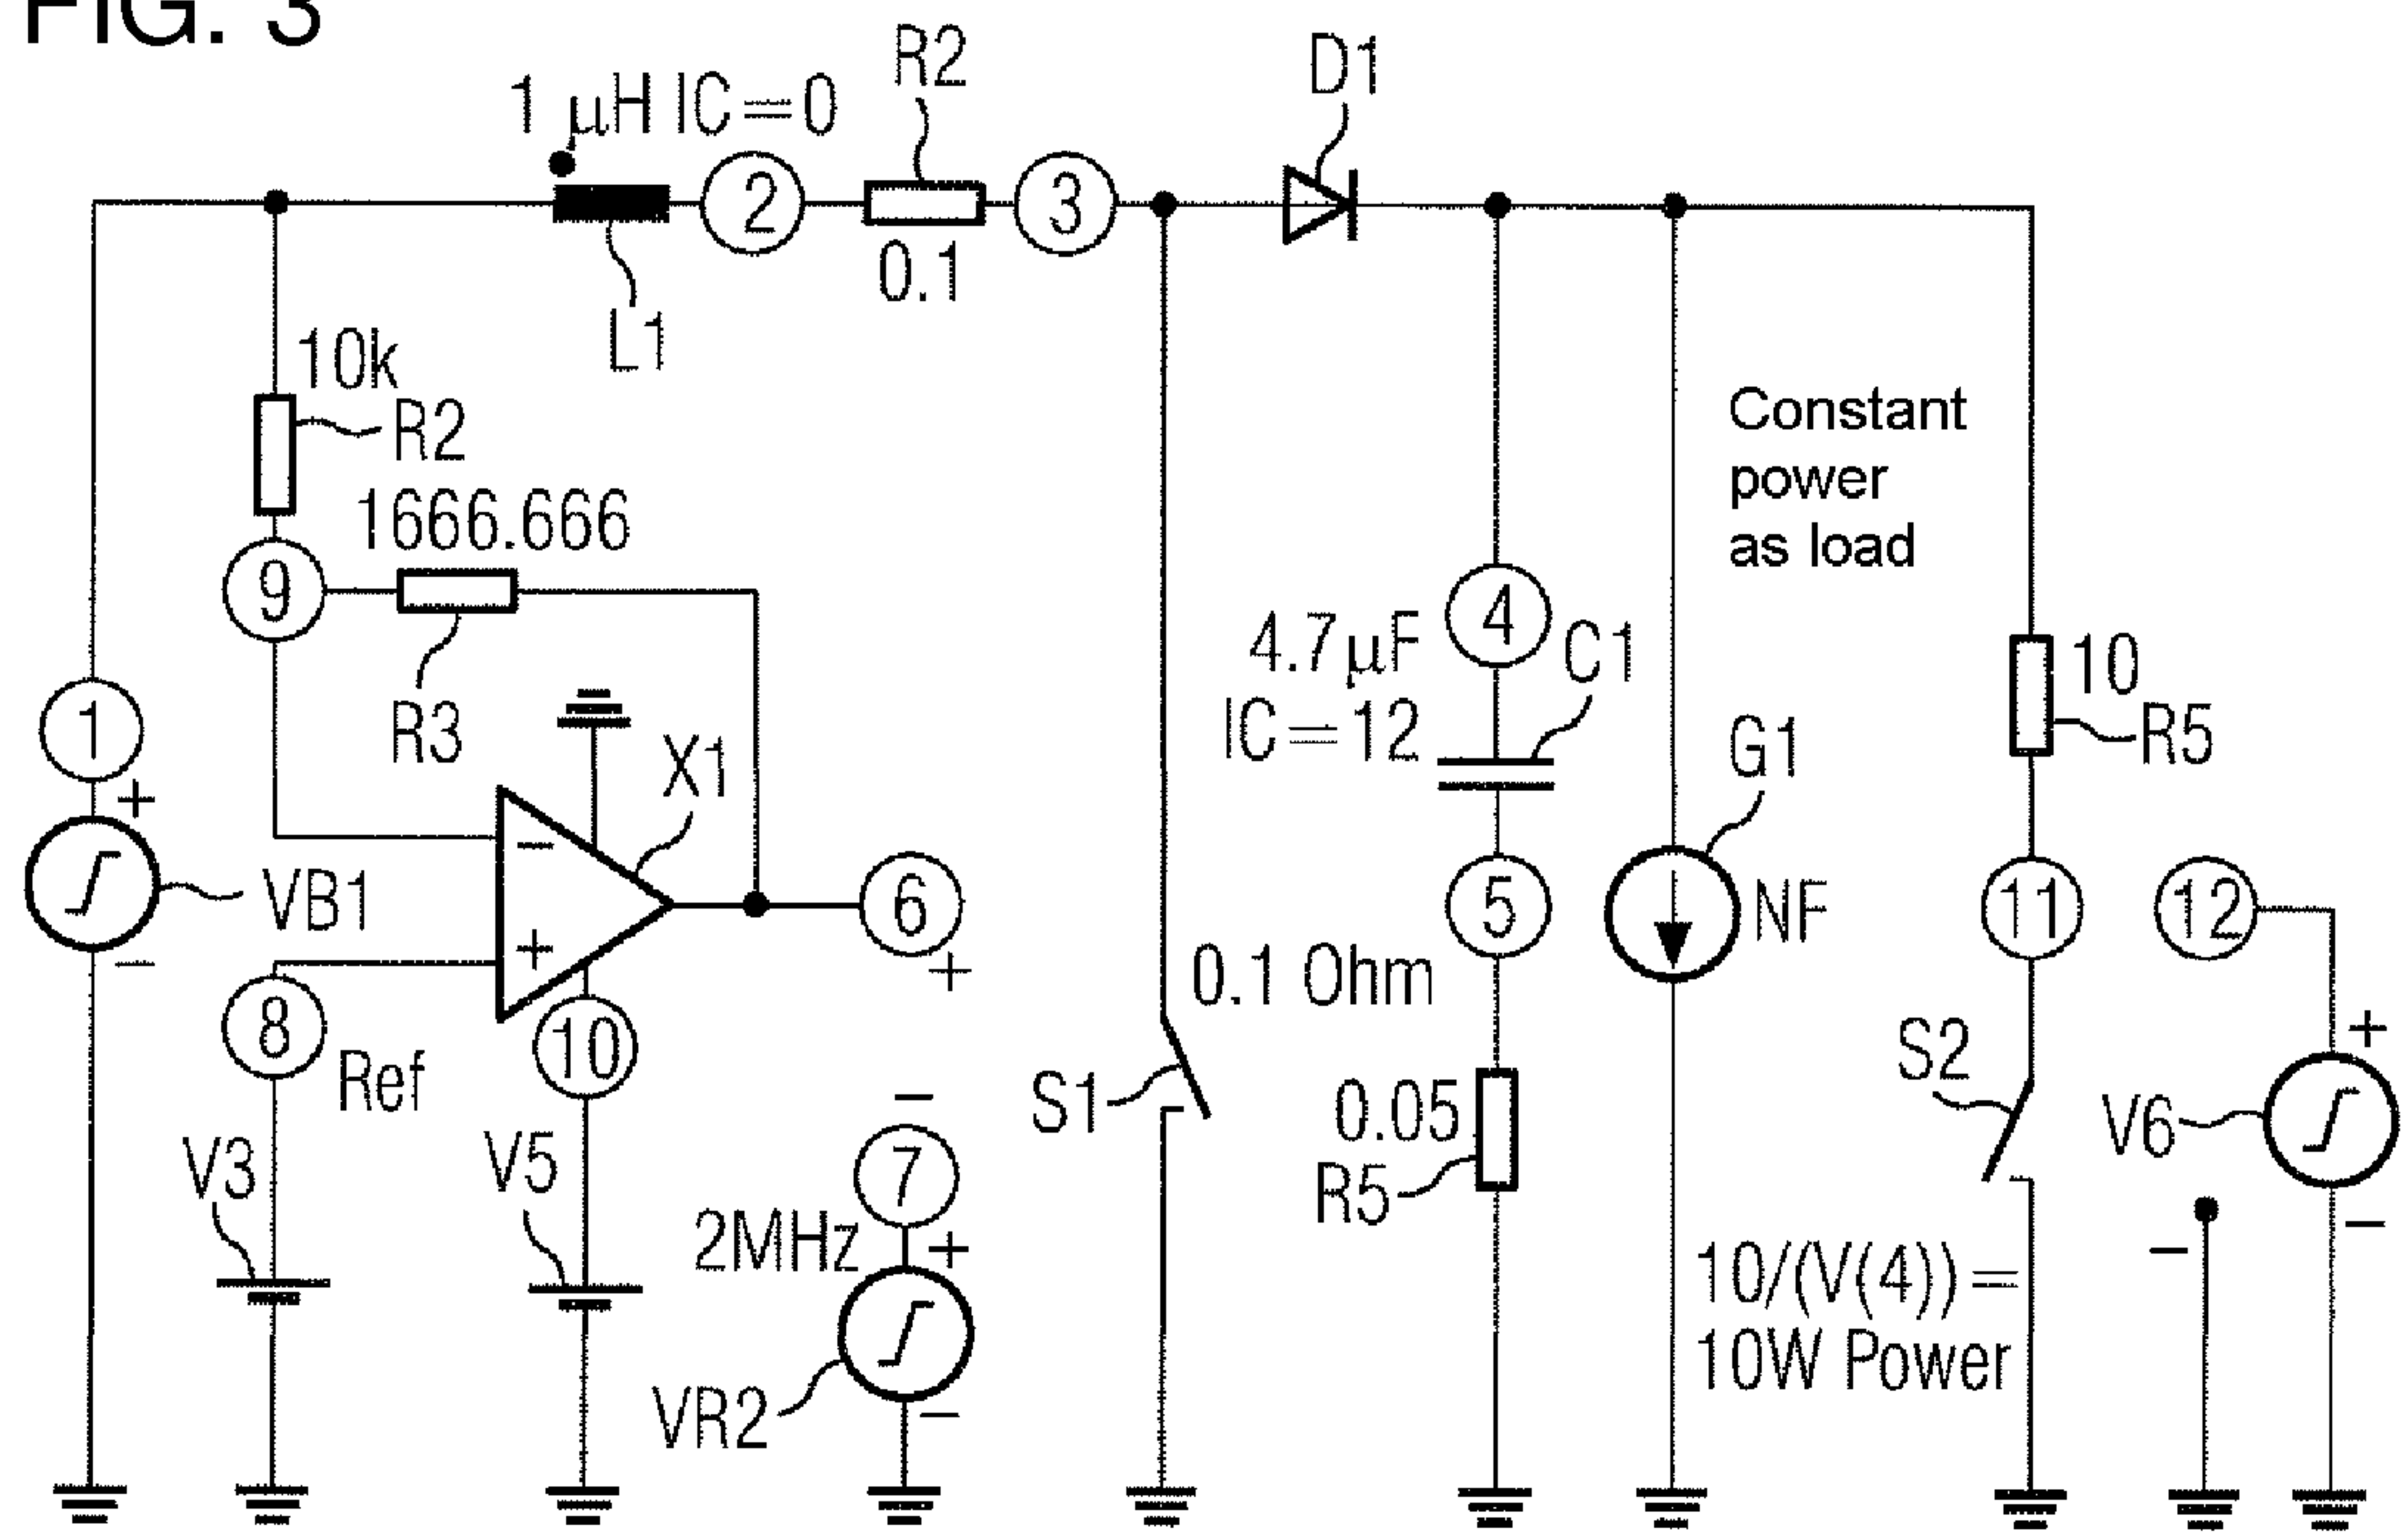 FIG. 3
R2
D1
1 µH IC=0
2
3
0.1
L1
10k
R2
1666.666
9
R3
X1
1
+
VB1
−
−
+
6
+
8
Ref
10
V3
V5
−
7
2MHz
+
VR2
−
S1
0.1 Ohm
Constant
power
as load
4
4.7µF
IC=12
C1
5
0.05
R5
G1
NF
10
R5
11
12
S2
+
V6
−
−
10/(V(4))=
10W Power